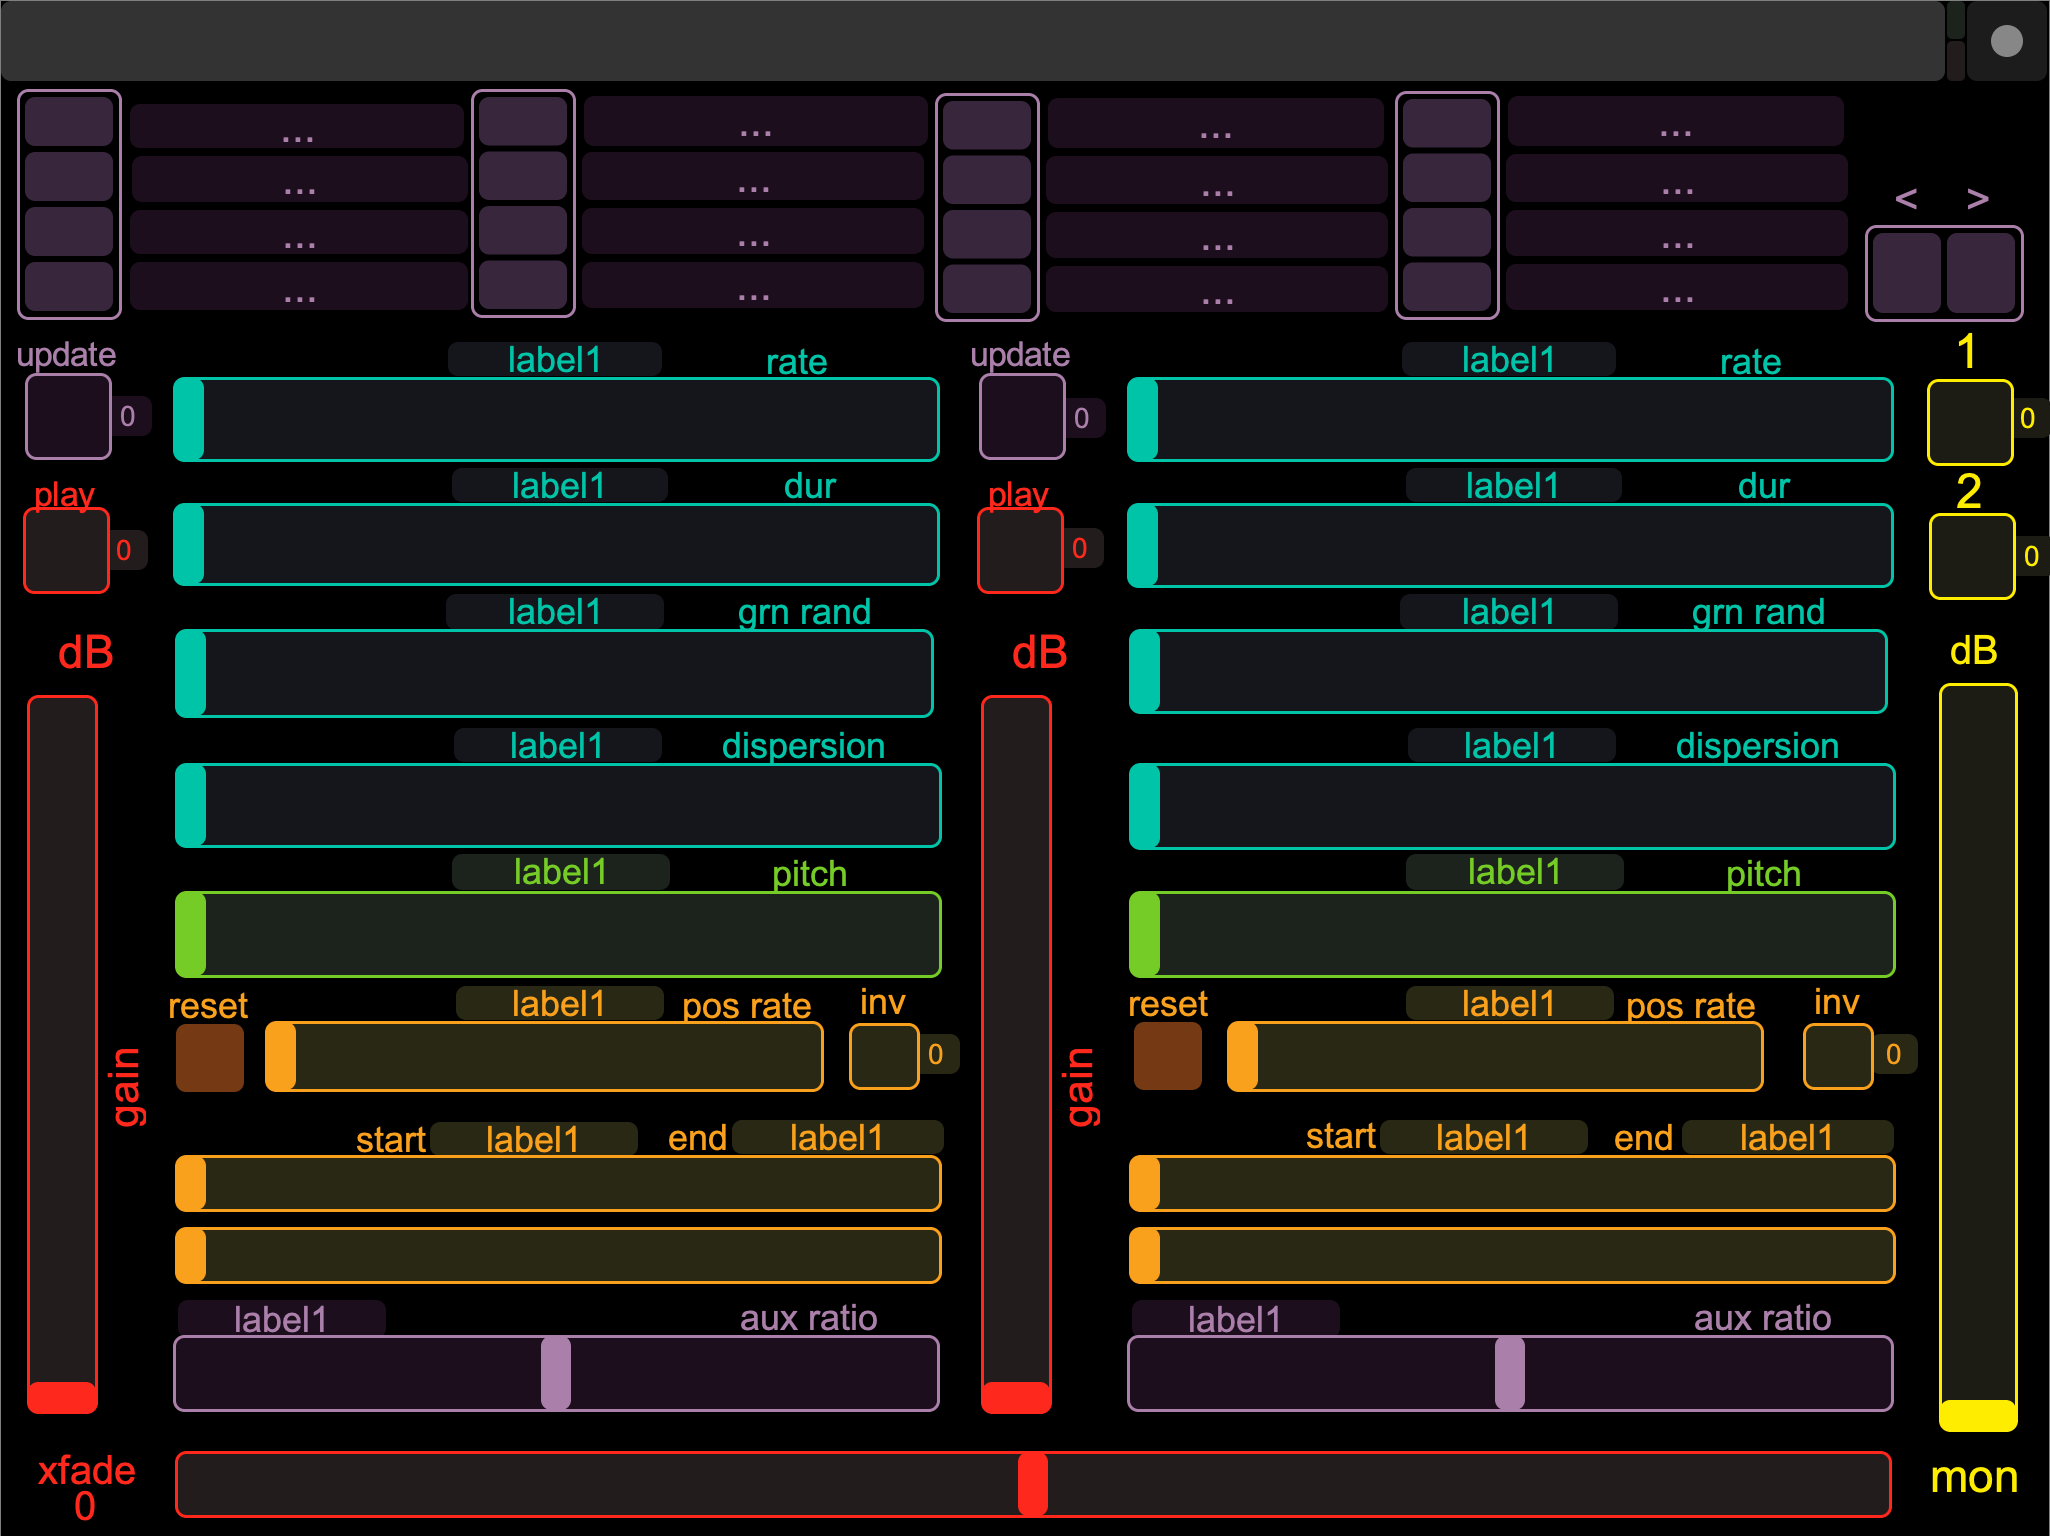 ... ... ... ...
... ... ... ...
< >
... ... ... ...
... ... ... ...
update label1 rate update label1 rate 1
0 0 0
play label1 dur play label1 dur 2
0 0 0
label1 grn rand label1 grn rand
dB dB dB
label1 dispersion label1 dispersion
label1 pitch label1 pitch
reset label1 pos rate inv reset label1 pos rate inv
0 0
gain gain
start label1 end label1 start label1 end label1
label1 aux ratio label1 aux ratio
xfade mon
0